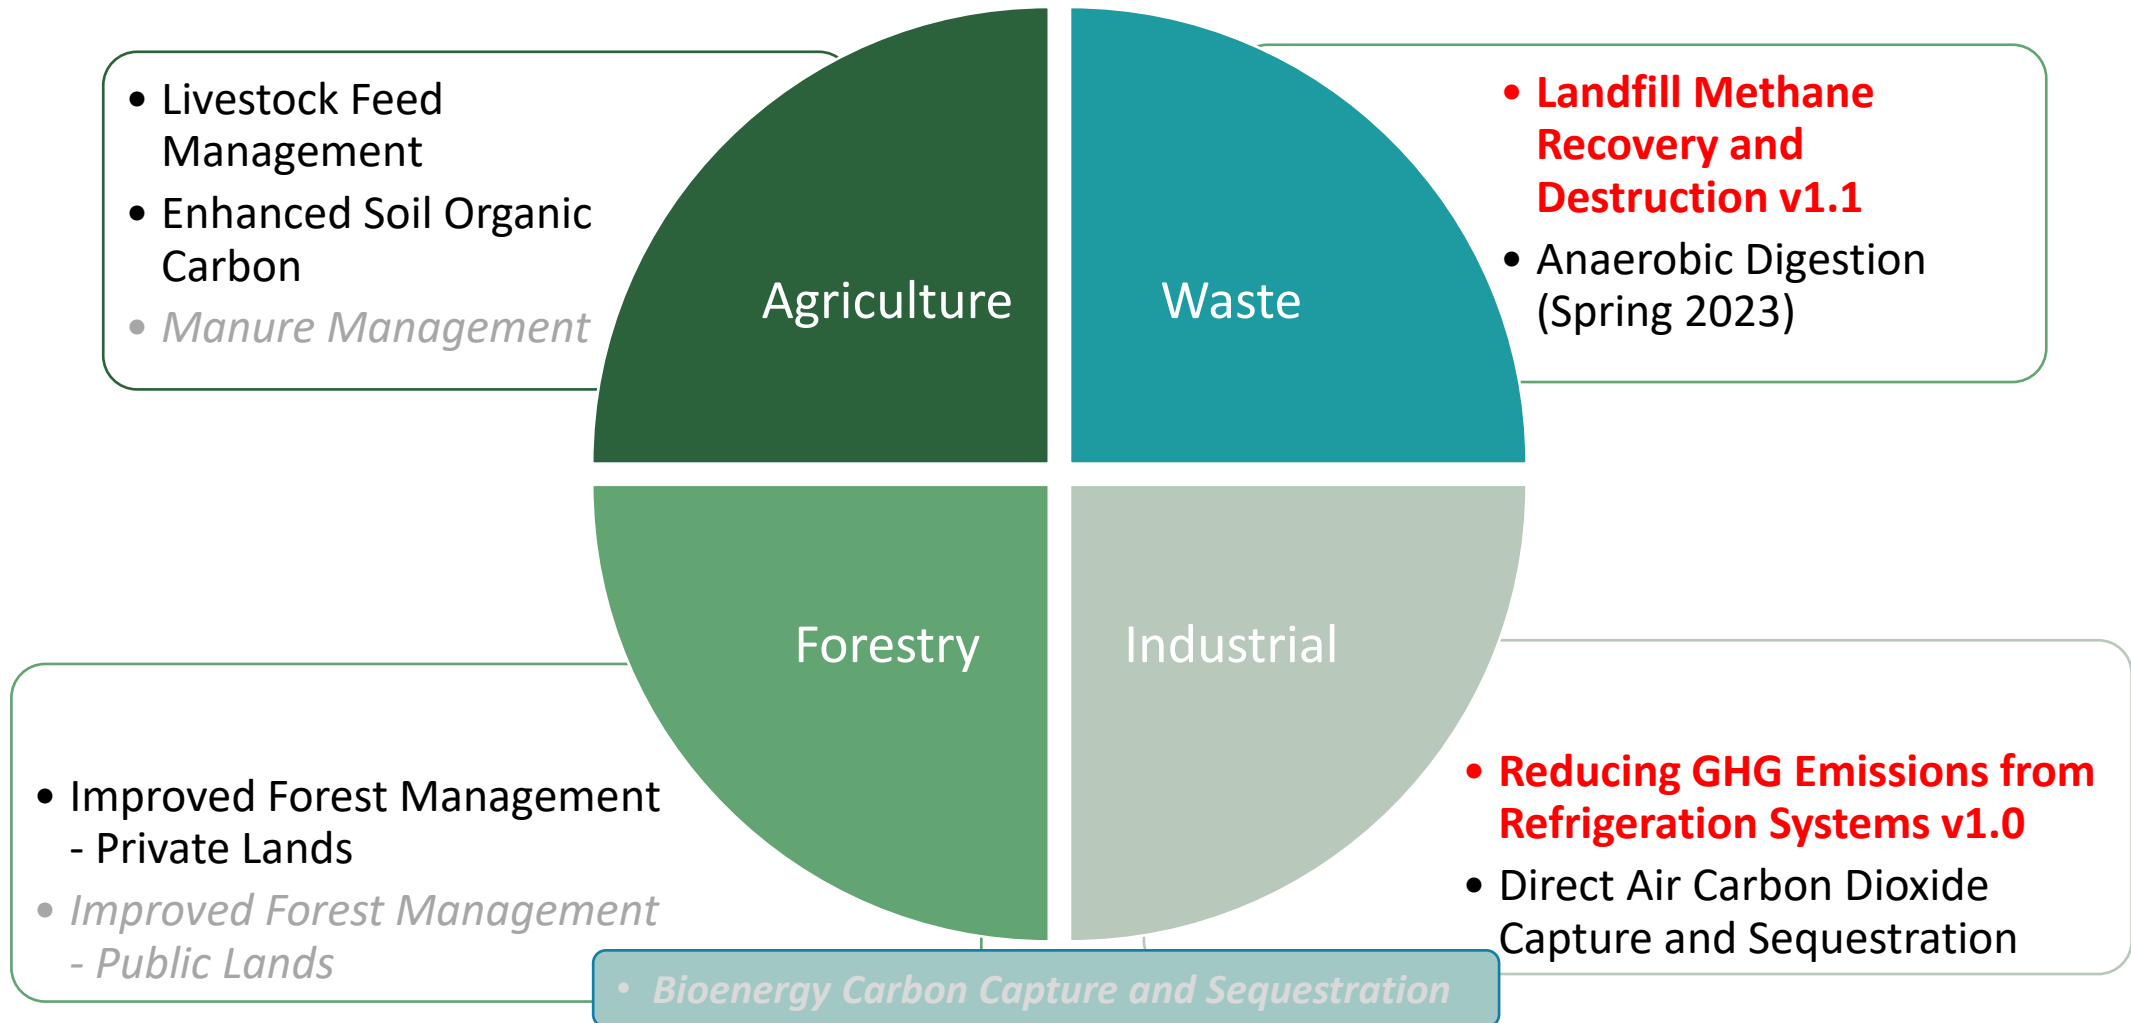 • Livestock Feed
Management
• Enhanced Soil Organic
Carbon
• Manure Management
Agriculture
Waste
• Landfill Methane
Recovery and
Destruction v1.1
• Anaerobic Digestion
(Spring 2023)
Forestry
Industrial
• Improved Forest Management
- Private Lands
• Improved Forest Management
- Public Lands
• Reducing GHG Emissions from
Refrigeration Systems v1.0
• Direct Air Carbon Dioxide
Capture and Sequestration
• Bioenergy Carbon Capture and Sequestration